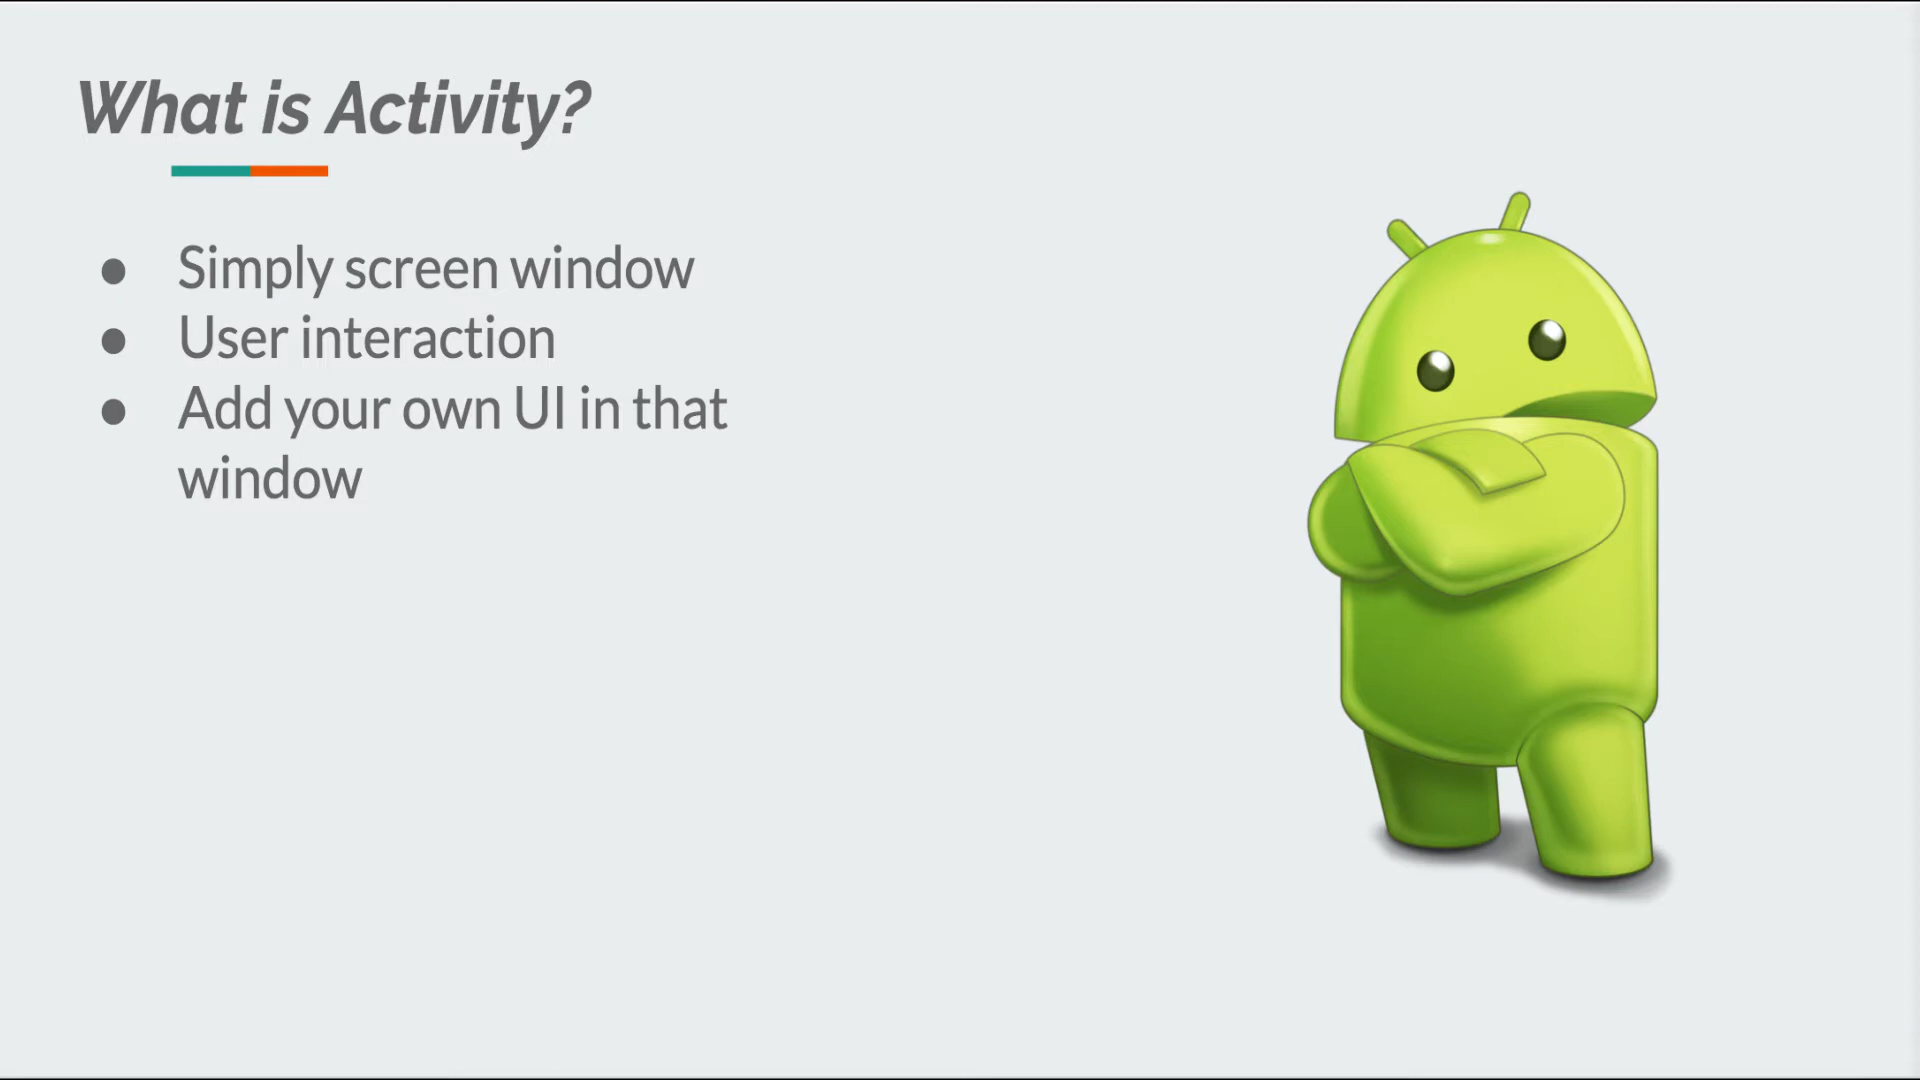 What is Activity?
● Simply screen window
● User interaction
● Add your own UI in that
window